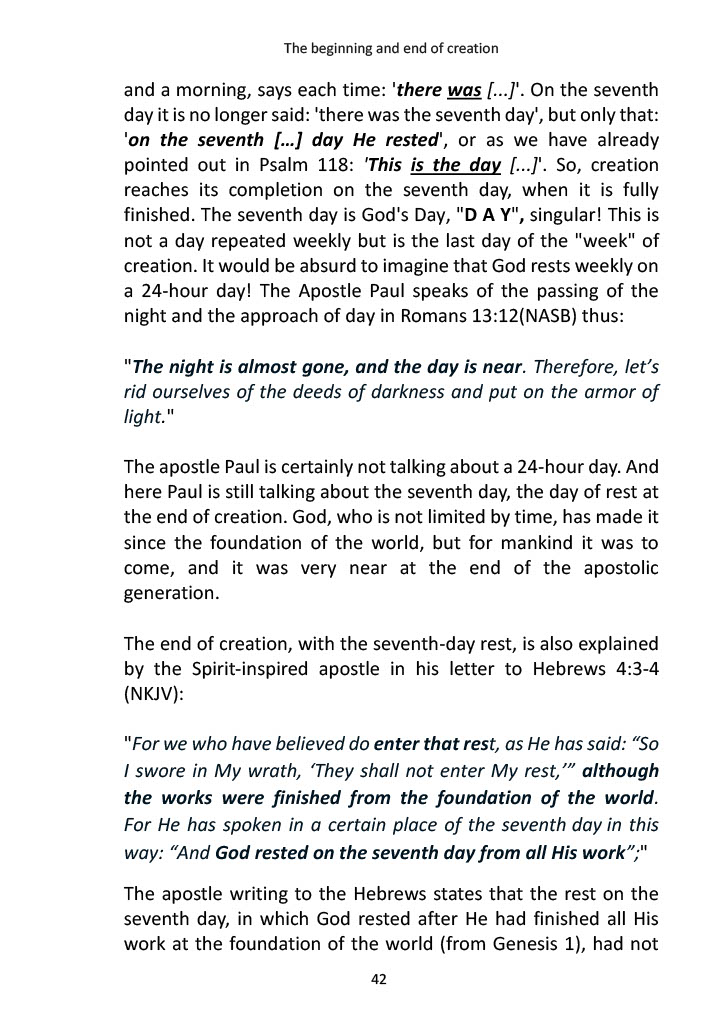 The beginning and end of creation
and a morning, says each time: 'there was [...]'. On the seventh
day it is no longer said: 'there was the seventh day', but only that:
'on the seventh […] day He rested', or as we have already
pointed out in Psalm 118: 'This is the day [...]'. So, creation
reaches its completion on the seventh day, when it is fully
finished. The seventh day is God's Day, "D A Y", singular! This is
not a day repeated weekly but is the last day of the "week" of
creation. It would be absurd to imagine that God rests weekly on
a 24-hour day! The Apostle Paul speaks of the passing of the
night and the approach of day in Romans 13:12(NASB) thus:
"The night is almost gone, and the day is near. Therefore, let’s
rid ourselves of the deeds of darkness and put on the armor of
light."
The apostle Paul is certainly not talking about a 24-hour day. And
here Paul is still talking about the seventh day, the day of rest at
the end of creation. God, who is not limited by time, has made it
since the foundation of the world, but for mankind it was to
come, and it was very near at the end of the apostolic
generation.
The end of creation, with the seventh-day rest, is also explained
by the Spirit-inspired apostle in his letter to Hebrews 4:3-4
(NKJV):
"For we who have believed do enter that rest, as He has said: “So
I swore in My wrath, ‘They shall not enter My rest,’” although
the works were finished from the foundation of the world.
For He has spoken in a certain place of the seventh day in this
way: “And God rested on the seventh day from all His work”;"
The apostle writing to the Hebrews states that the rest on the
seventh day, in which God rested after He had finished all His
work at the foundation of the world (from Genesis 1), had not
42